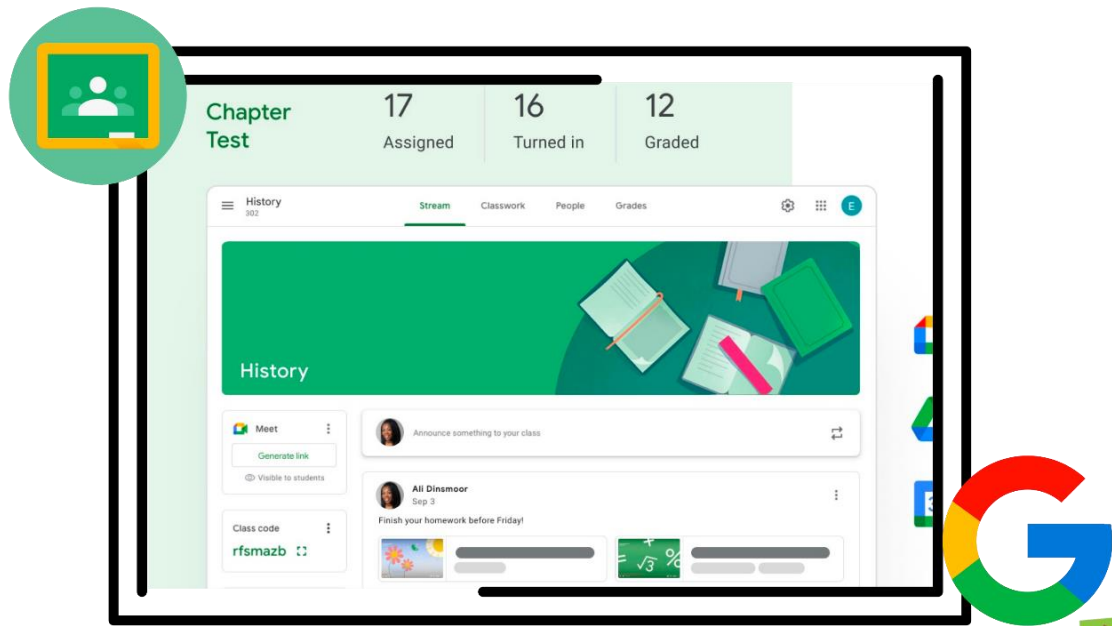 Chapter
Test
17
Assigned
16
Turned in
12
Graded
History
302
Stream
Classwork
People
Grades
E
History
Meet
Generate link
Visible to students
Class code
rfsmazb
Announce something to your class
Ali Dinsmoor
Sep 3
Finish your homework before Friday!
+
= √3 %